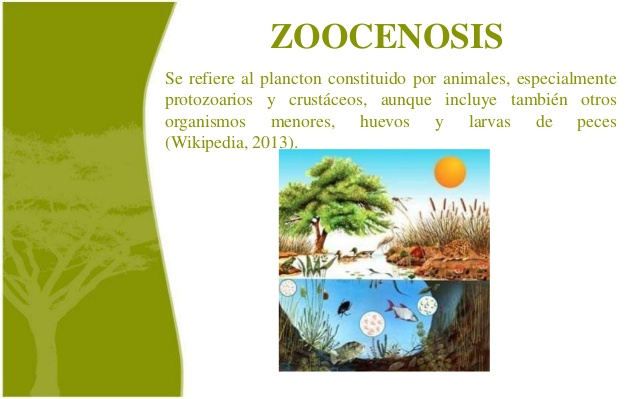 ZOOCENOSIS
Se refiere al plancton constituido por animales, especialmente
protozoarios y crustáceos, aunque incluye también otros
organismos menores, huevos y larvas de peces
(Wikipedia, 2013).